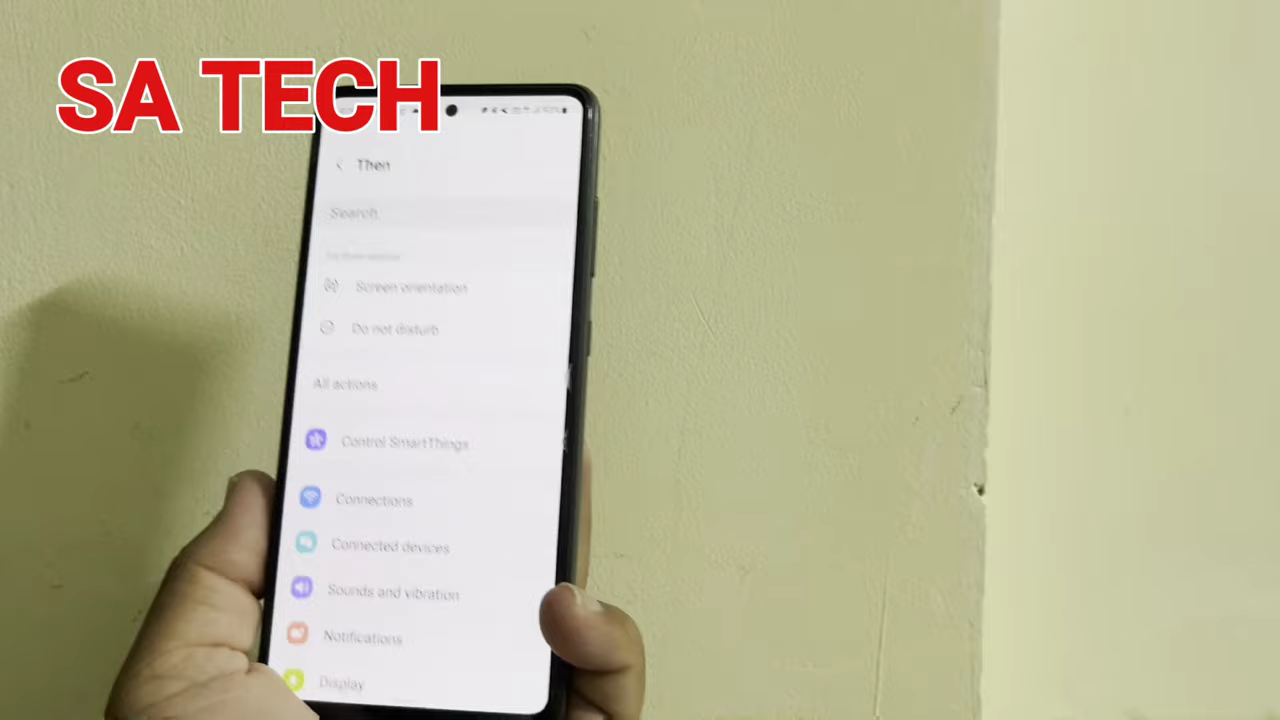 SA TECH
Then
Search
Screen orientation
Do not disturb
All actions
Control SmartThings
Connections
Connected devices
Sounds and vibration
Notifications
Display